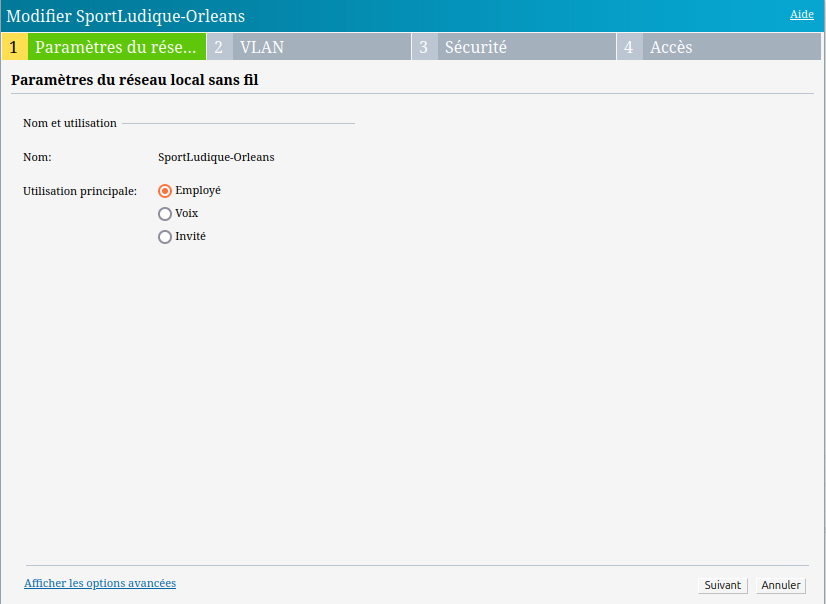 Modifier SportLudique-Orleans
Aide
1 Paramètres du rése... 2 VLAN 3 Sécurité 4 Accès
Paramètres du réseau local sans fil
Nom et utilisation
Nom: SportLudique-Orleans
Utilisation principale: Employé
Voix
Invité
Afficher les options avancées
Suivant Annuler